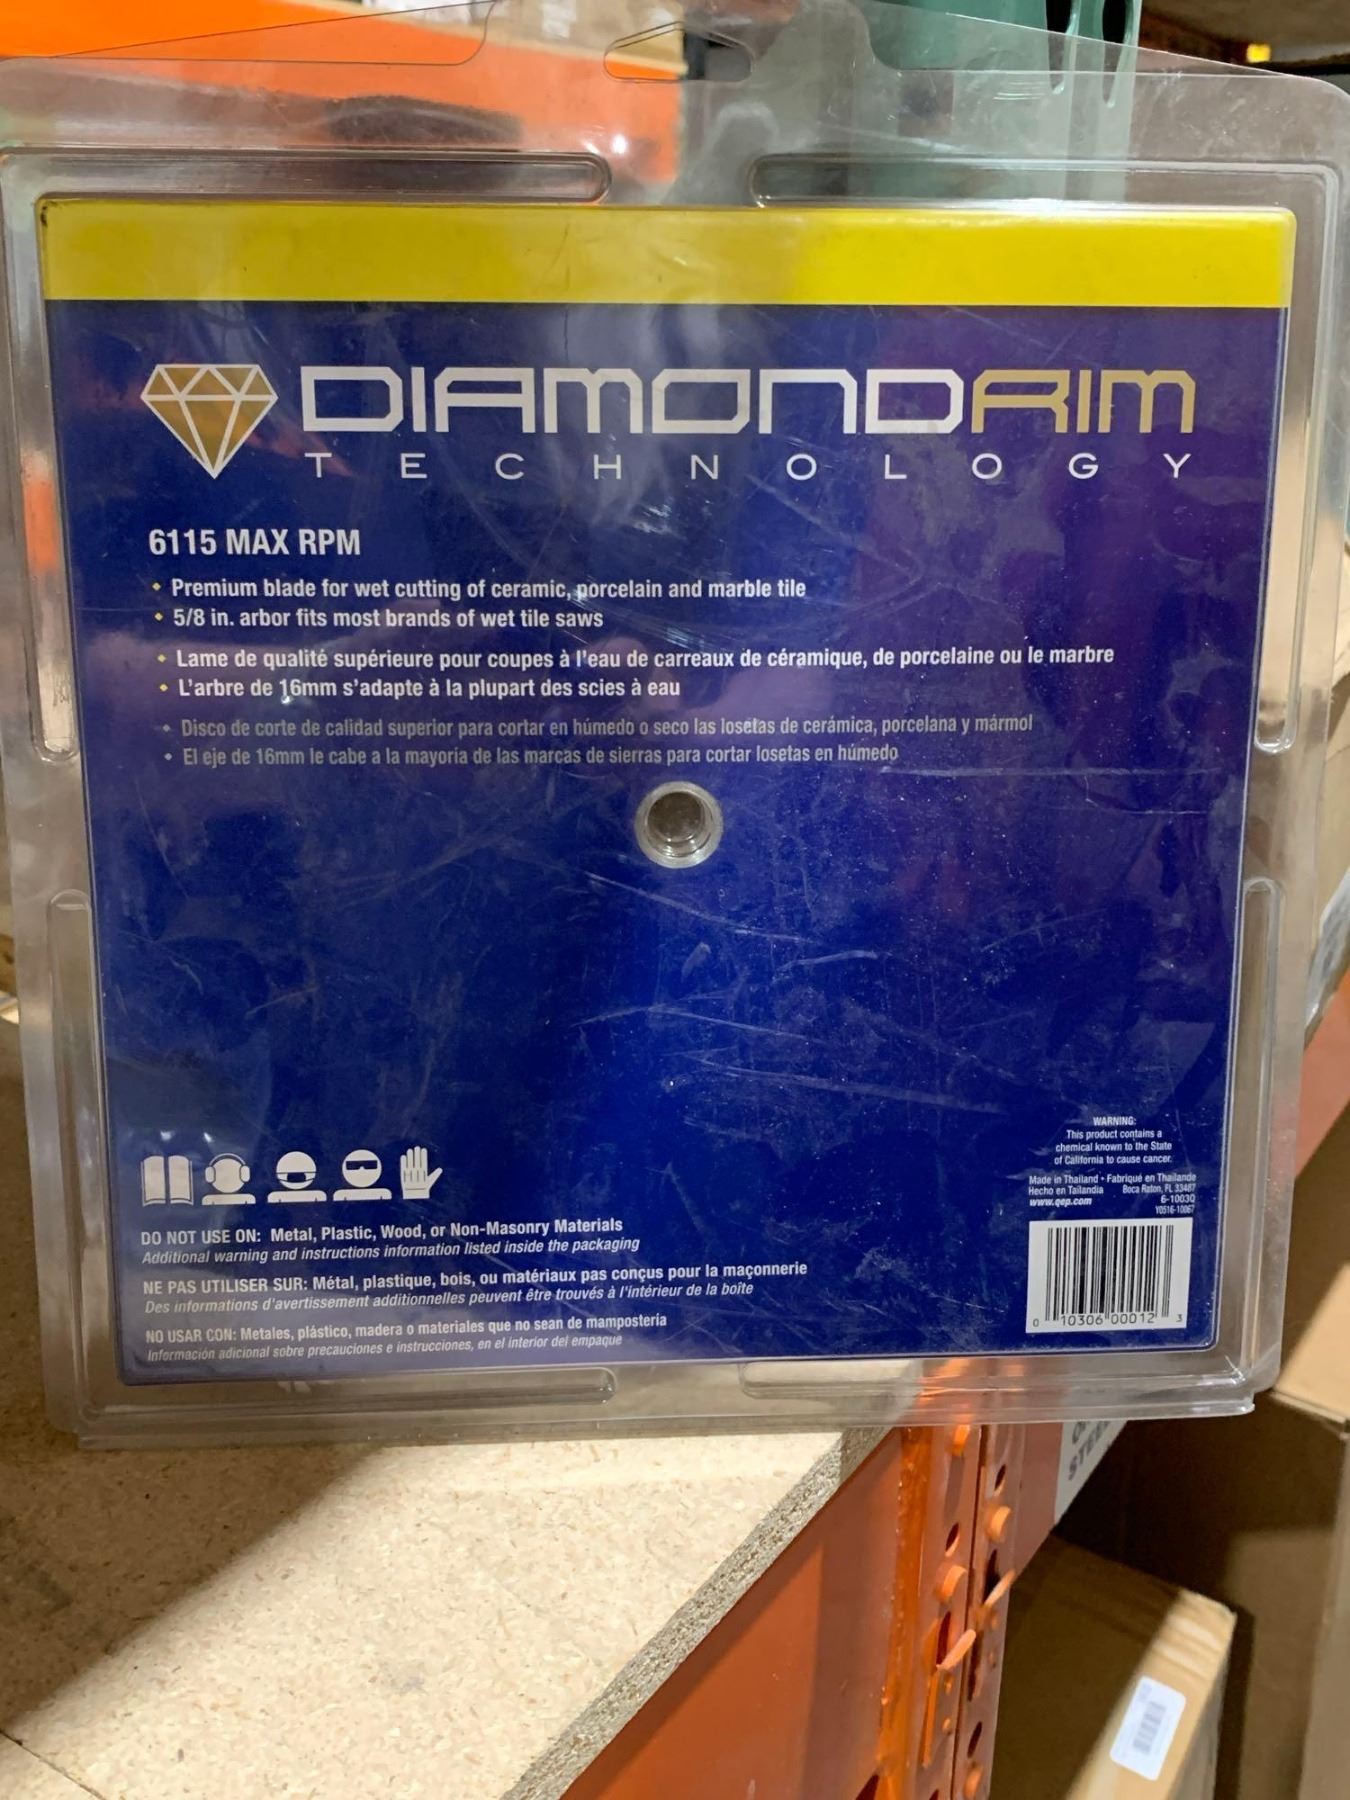 DIAMONDRIM
TECHNOLOGY
6115 MAX RPM
• Premium blade for wet cutting of ceramic, porcelain and marble tile
• 5/8 in. arbor fits most brands of wet tile saws
• Lame de qualité supérieure pour coupes à l'eau de carreaux de céramique, de porcelaine ou le marbre
• L'arbre de 16mm s'adapte à la plupart des scies à eau
• Disco de corte de calidad superior para cortar en húmedo o seco las losetas de cerámica, porcelana y mármol
• El eje de 16mm le cabe a la mayoria de las marcas de sierras para cortar losetas en húmedo
DO NOT USE ON: Metal, Plastic, Wood, or Non-Masonry Materials
Additional warning and instructions information listed inside the packaging
NE PAS UTILISER SUR: Métal, plastique, bois, ou matériaux pas conçus pour la maçonnerie
Des informations d'avertissement additionnelles peuvent être trouvés à l'intérieur de la boîte
NO USAR CON: Metales, plástico, madera o materiales que no sean de mampostería
Información adicional sobre precauciones e instrucciones, en el interior del empaque
WARNING:
This product contains a
chemical known to the State
of California to cause cancer.
Made in Thailand • Fabriqué en Thaïlande
Hecho en Tailandia Boca Raton, FL 33487
www.qep.com 6-1003Q
Y0516-10067
0 10306 00012 3